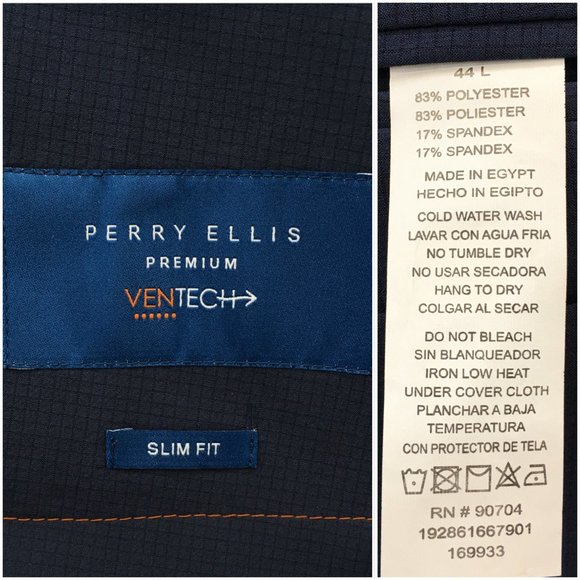 PERRY ELLIS
PREMIUM
VENTECH
SLIM FIT
44 L
83% POLYESTER
83% POLIESTER
17% SPANDEX
17% SPANDEX
MADE IN EGYPT
HECHO IN EGIPTO
COLD WATER WASH
LAVAR CON AGUA FRIA
NO TUMBLE DRY
NO USAR SECADORA
HANG TO DRY
COLGAR AL SECAR
DO NOT BLEACH
SIN BLANQUEADOR
IRON LOW HEAT
UNDER COVER CLOTH
PLANCHAR A BAJA
TEMPERATURA
CON PROTECTOR DE TELA
RN # 90704
192861667901
169933